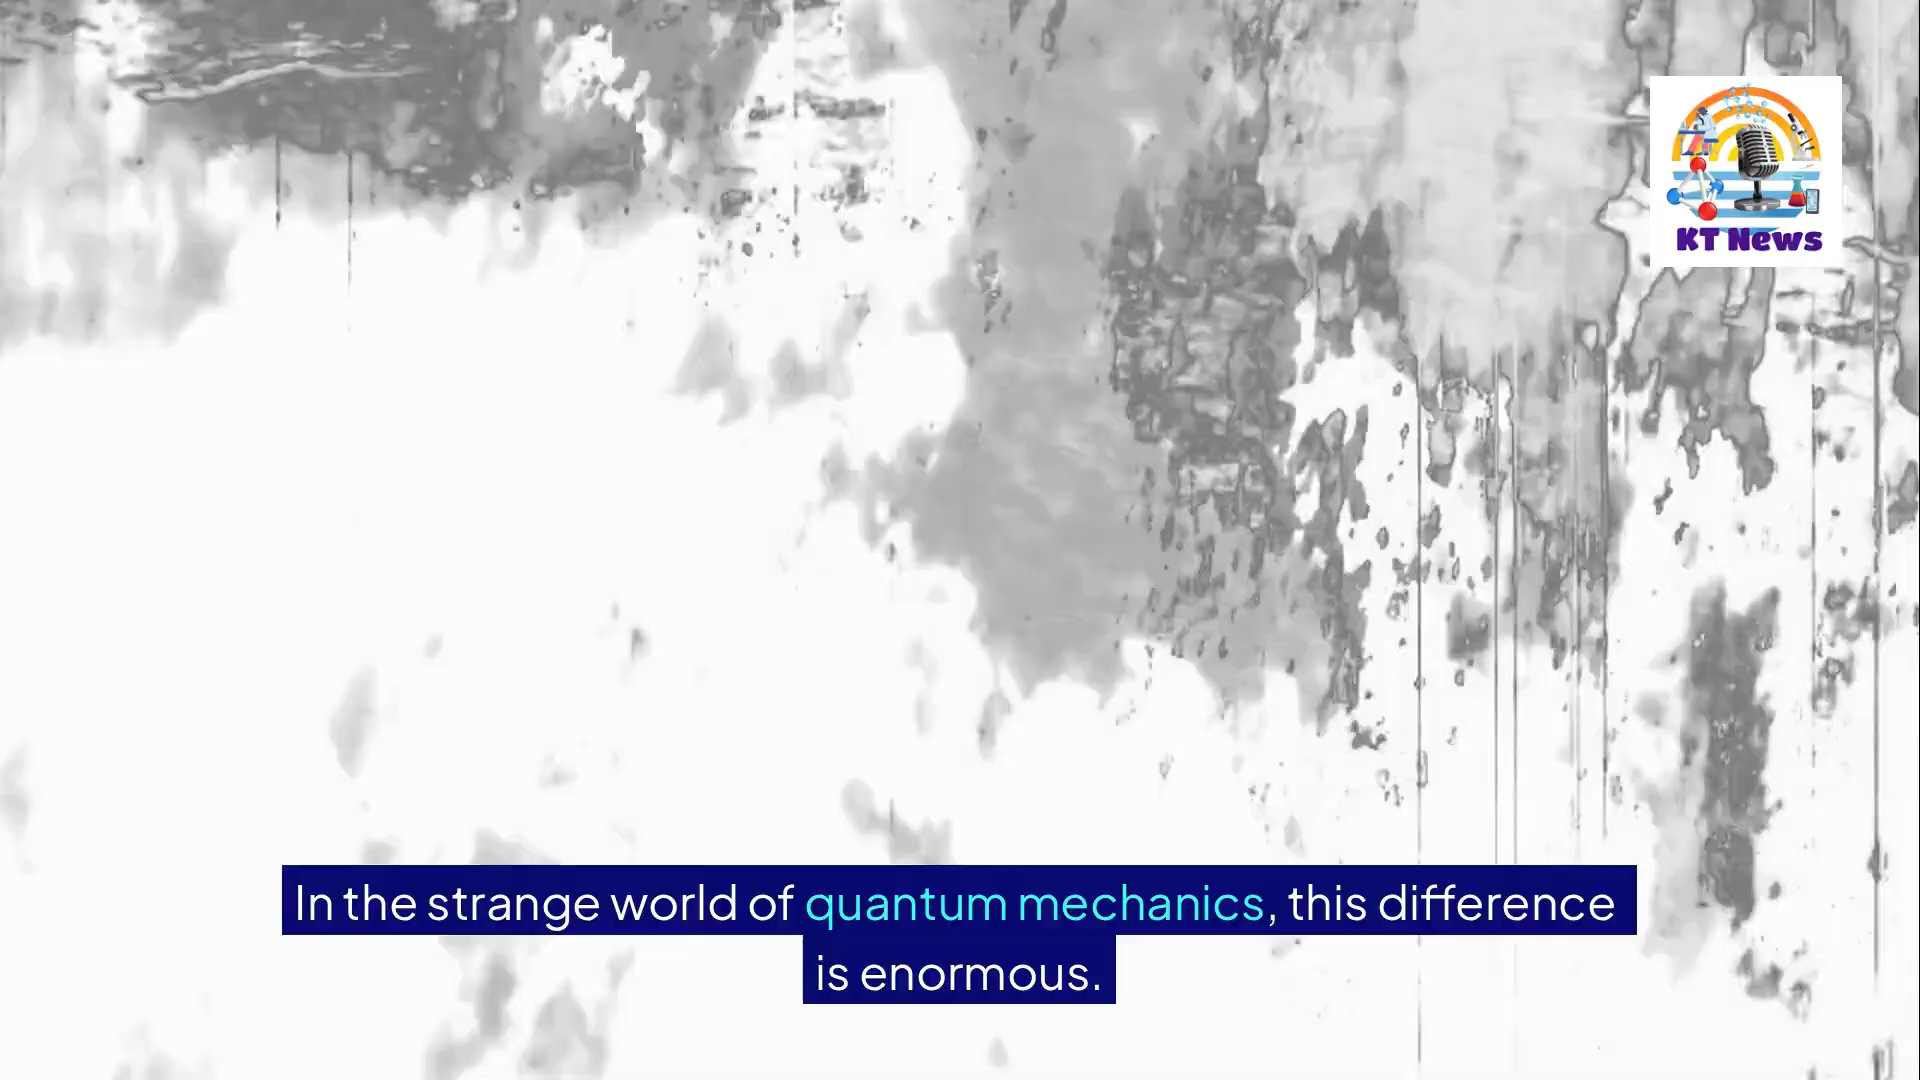 KT News
In the strange world of quantum mechanics, this difference
is enormous.